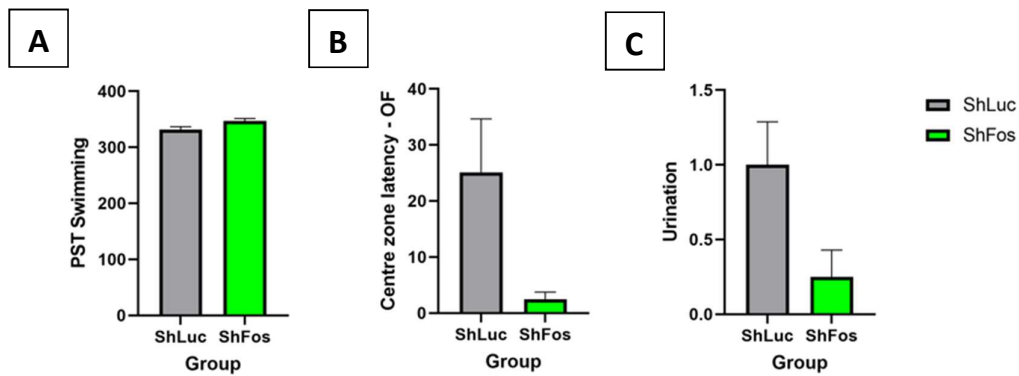 A
B
C
PST Swimming
400
300
200
100
0
ShLuc ShFos
Group
Centre zone latency - OF
40
30
20
10
0
ShLuc ShFos
Group
Urination
1.5
1.0
0.5
0.0
ShLuc ShFos
Group
ShLuc
ShFos